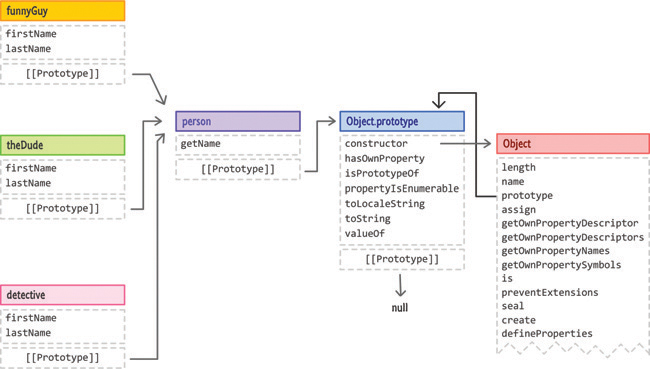 funnyGuy
firstName
lastName
[[Prototype]]
theDude
firstName
lastName
[[Prototype]]
detective
firstName
lastName
[[Prototype]]
person
getName
[[Prototype]]
Object.prototype
constructor
hasOwnProperty
isPrototypeOf
propertyIsEnumerable
toLocaleString
toString
valueOf
[[Prototype]]
null
Object
length
name
prototype
assign
getOwnPropertyDescriptor
getOwnPropertyDescriptors
getOwnPropertyNames
getOwnPropertySymbols
is
preventExtensions
seal
create
defineProperties